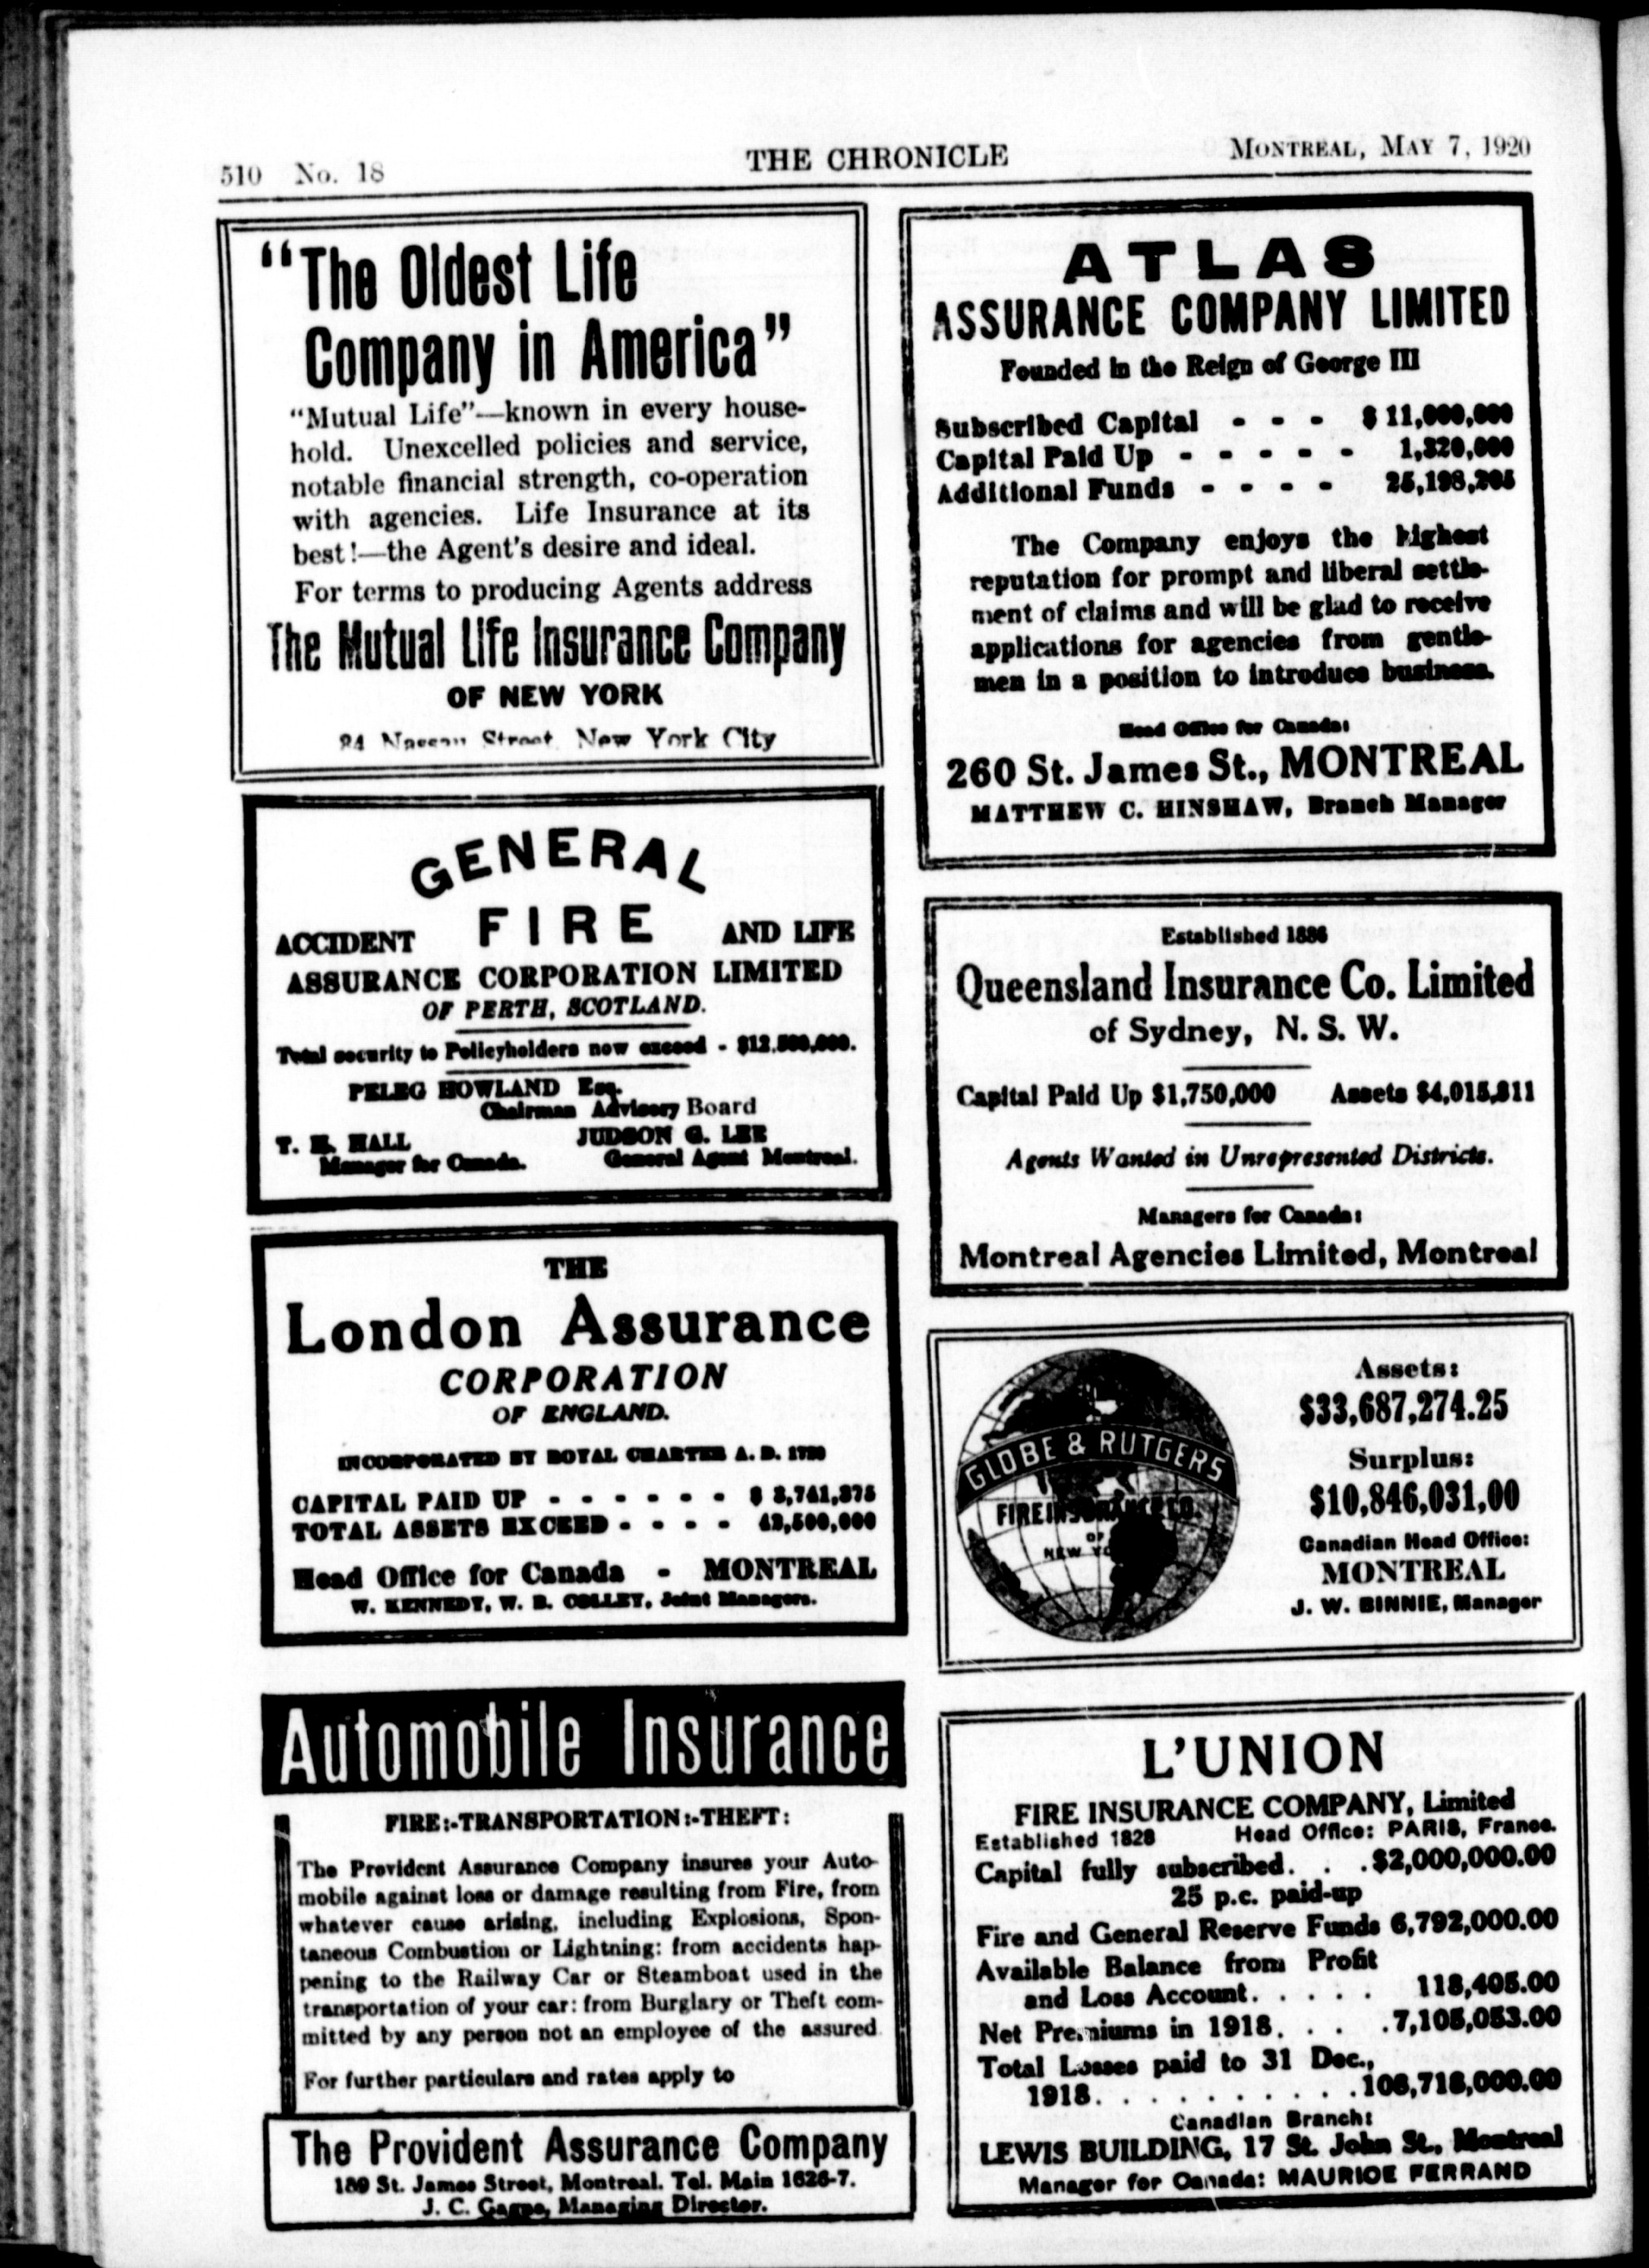 510 No. 18
THE CHRONICLE
MONTREAL, MAY 7, 1920
"The Oldest Life
Company in America"
"Mutual Life"—known in every house-
hold. Unexcelled policies and service,
notable financial strength, co-operation
with agencies. Life Insurance at its
best!—the Agent's desire and ideal.
For terms to producing Agents address
The Mutual Life Insurance Company
OF NEW YORK
Street New York City
GENERAL
ACCIDENT FIRE AND LIFE
ASSURANCE CORPORATION LIMITED
OF PERTH, SCOTLAND.
Total security to Policyholders now exceed - $12.500,000.
PELEG HOWLAND Esq.
Chairman Advisory Board
T. H. HALL
Manager for Canada.
JUDSON G. LEE
General Agent Montreal.
THE
London Assurance
CORPORATION
OF ENGLAND.
INCORPORATED BY ROYAL CHARTER A. D. 1720
CAPITAL PAID UP - - - - - - $ 3,741,375
TOTAL ASSETS EXCEED - - - - 42,500,000
Head Office for Canada - MONTREAL
W. KENNEDY, W. B. COLLEY, Joint Managers.
Automobile Insurance
FIRE:-TRANSPORTATION:-THEFT:
The Provident Assurance Company insures your Auto-
mobile against loss or damage resulting from Fire, from
whatever cause arising, including Explosions, Spon-
taneous Combustion or Lightning: from accidents hap-
pening to the Railway Car or Steamboat used in the
transportation of your car: from Burglary or Theft com-
mitted by any person not an employee of the assured
For further particulars and rates apply to
The Provident Assurance Company
189 St. James Street, Montreal. Tel. Main 1626-7.
J. C. Gagne, Managing Director.
ATLAS
ASSURANCE COMPANY LIMITED
Founded in the Reign of George III
Subscribed Capital - - - $ 11,000,000
Capital Paid Up - - - - - 1,320,000
Additional Funds - - - - 25,198,205
The Company enjoys the highest
reputation for prompt and liberal settle-
ment of claims and will be glad to receive
applications for agencies from gentle-
men in a position to introduce business.
Head Office for Canada:
260 St. James St., MONTREAL
MATTHEW C. HINSHAW, Branch Manager
Established 1886
Queensland Insurance Co. Limited
of Sydney, N. S. W.
Capital Paid Up $1,750,000 Assets $4,015,811
Agents Wanted in Unrepresented Districts.
Managers for Canada:
Montreal Agencies Limited, Montreal
GLOBE & RUTGERS
FIRE INSURANCE CO.
OF
NEW YORK
Assets:
$33,687,274.25
Surplus:
$10,846,031,00
Canadian Head Office:
MONTREAL
J. W. BINNIE, Manager
L'UNION
FIRE INSURANCE COMPANY, Limited
Established 1828 Head Office: PARIS, France.
Capital fully subscribed. . .$2,000,000.00
25 p.c. paid-up
Fire and General Reserve Funds 6,792,000.00
Available Balance from Profit
and Loss Account. . . . . 118,405.00
Net Premiums in 1918. . . .7,105,053.00
Total Losses paid to 31 Dec.,
1918. . . . . . . . . .108,718,000.00
Canadian Branch:
LEWIS BUILDING, 17 St. John St., Montreal
Manager for Canada: MAURICE FERRAND